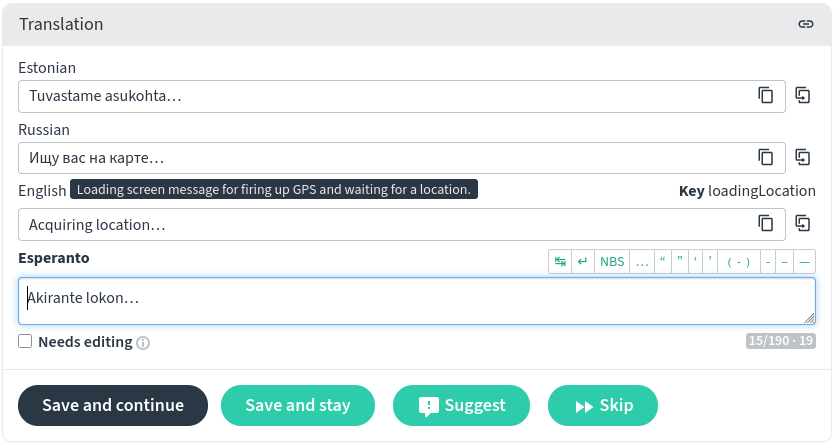 Translation
Estonian
Tuvastame asukohta…
Russian
Ищу вас на карте…
English Loading screen message for firing up GPS and waiting for a location. Key loadingLocation
Acquiring location…
Esperanto
↹ ↵ NBS … “ ” ‘ ’ ( - ) - – —
Akirante lokon…
Needs editing i 15/190 · 19
Save and continue Save and stay Suggest Skip